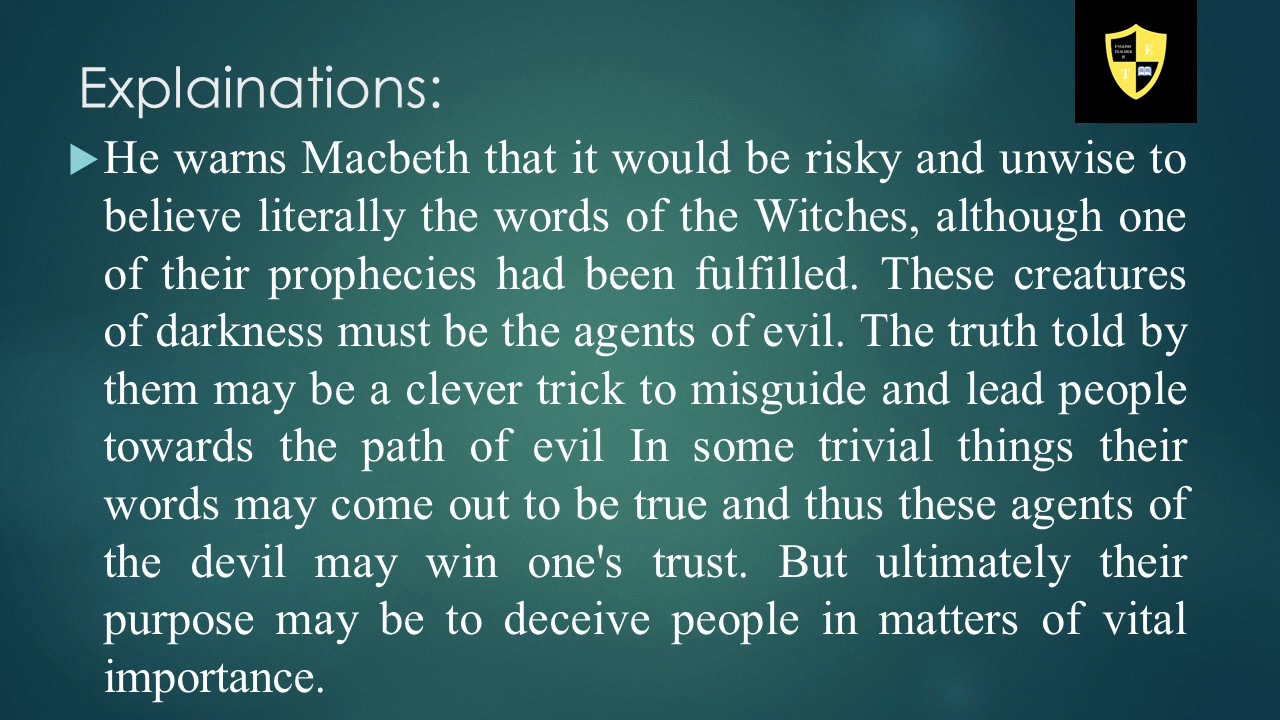 Explainations:
He warns Macbeth that it would be risky and unwise to
believe literally the words of the Witches, although one
of their prophecies had been fulfilled. These creatures
of darkness must be the agents of evil. The truth told by
them may be a clever trick to misguide and lead people
towards the path of evil In some trivial things their
words may come out to be true and thus these agents of
the devil may win one's trust. But ultimately their
purpose may be to deceive people in matters of vital
importance.
ENGLISH
TEACHER
E
T